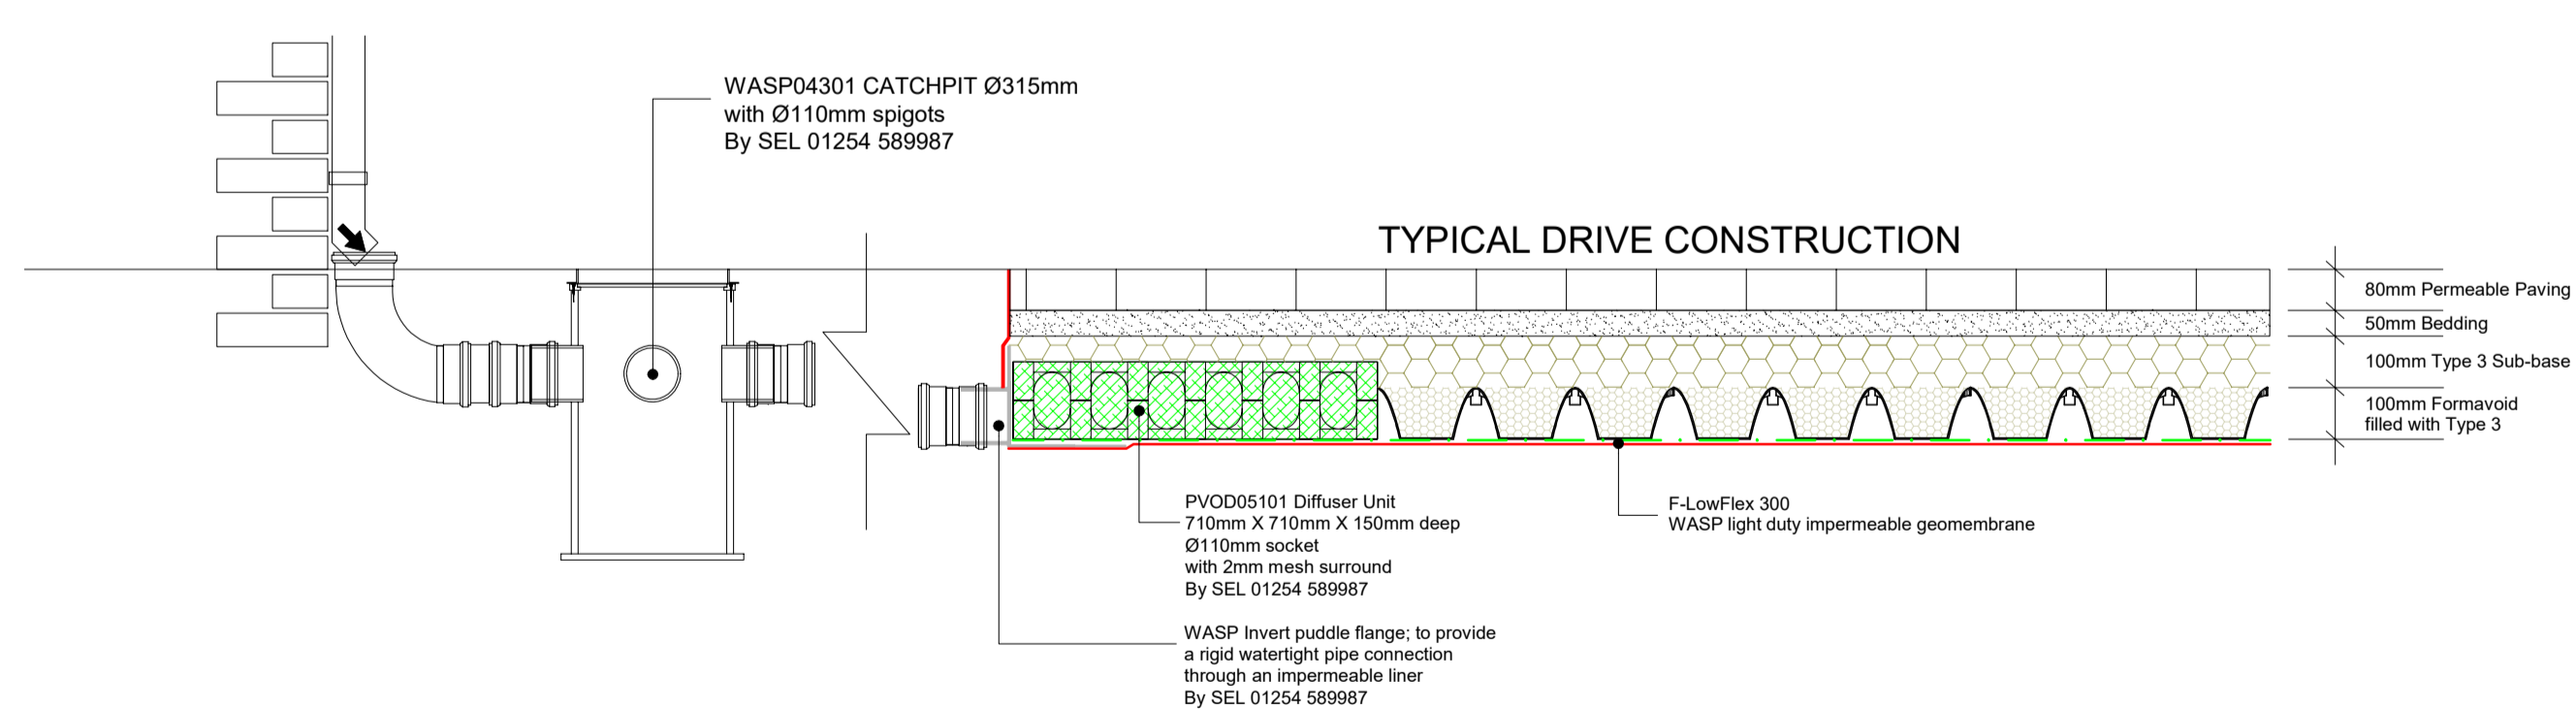 WASP04301 CATCHPIT Ø315mm
with Ø110mm spigots
By SEL 01254 589987
TYPICAL DRIVE CONSTRUCTION
80mm Permeable Paving
50mm Bedding
100mm Type 3 Sub-base
100mm Formavoid
filled with Type 3
PVOD05101 Diffuser Unit
710mm X 710mm X 150mm deep
Ø110mm socket
with 2mm mesh surround
By SEL 01254 589987
F-LowFlex 300
WASP light duty impermeable geomembrane
WASP Invert puddle flange; to provide
a rigid watertight pipe connection
through an impermeable liner
By SEL 01254 589987